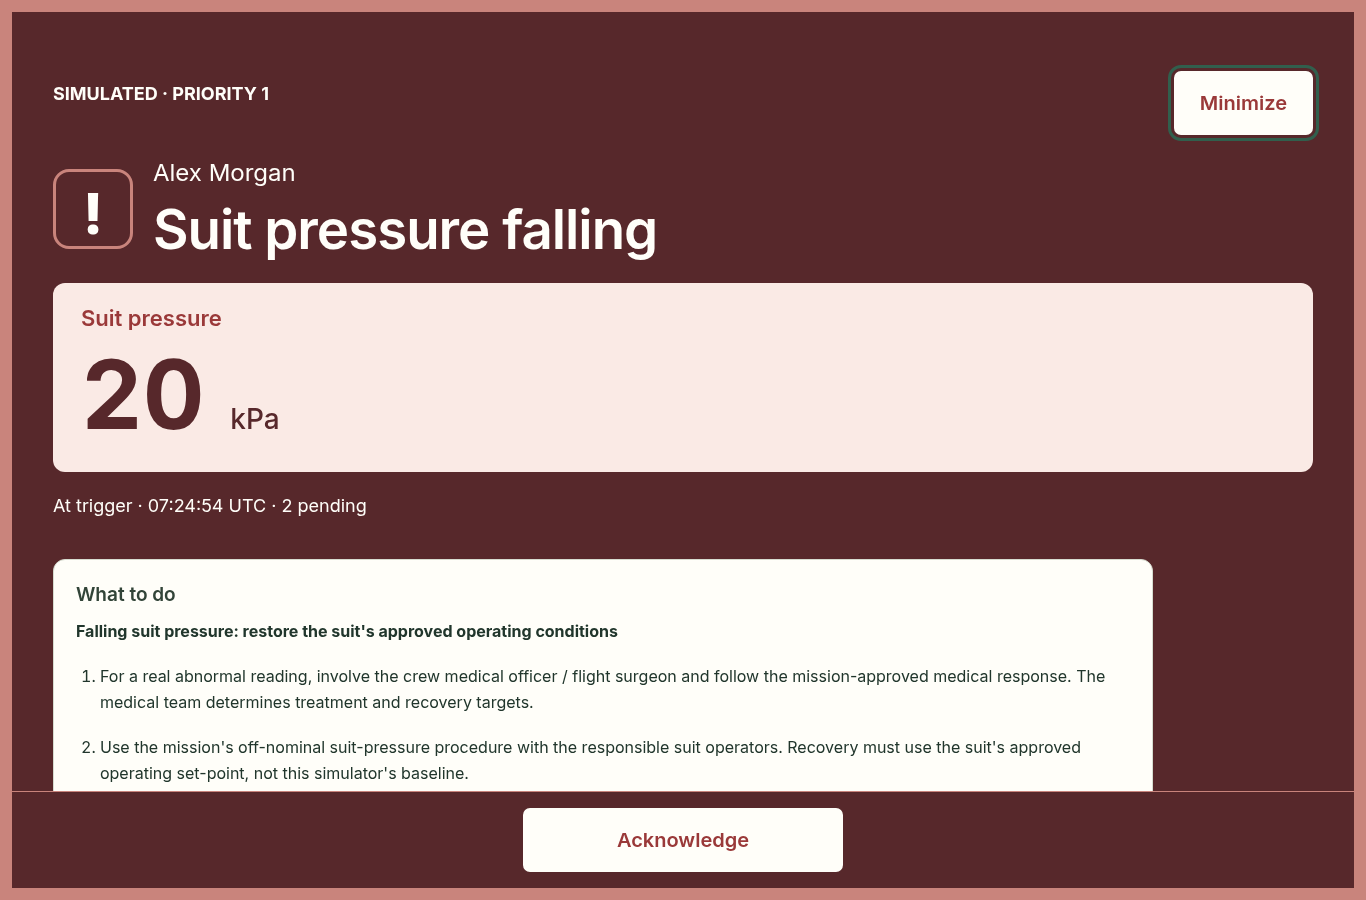 SIMULATED · PRIORITY 1
Minimize
!
Alex Morgan
Suit pressure falling
Suit pressure
20 kPa
At trigger · 07:24:54 UTC · 2 pending
What to do
Falling suit pressure: restore the suit's approved operating conditions
1. For a real abnormal reading, involve the crew medical officer / flight surgeon and follow the mission-approved medical response. The
medical team determines treatment and recovery targets.
2. Use the mission's off-nominal suit-pressure procedure with the responsible suit operators. Recovery must use the suit's approved
operating set-point, not this simulator's baseline.
Acknowledge